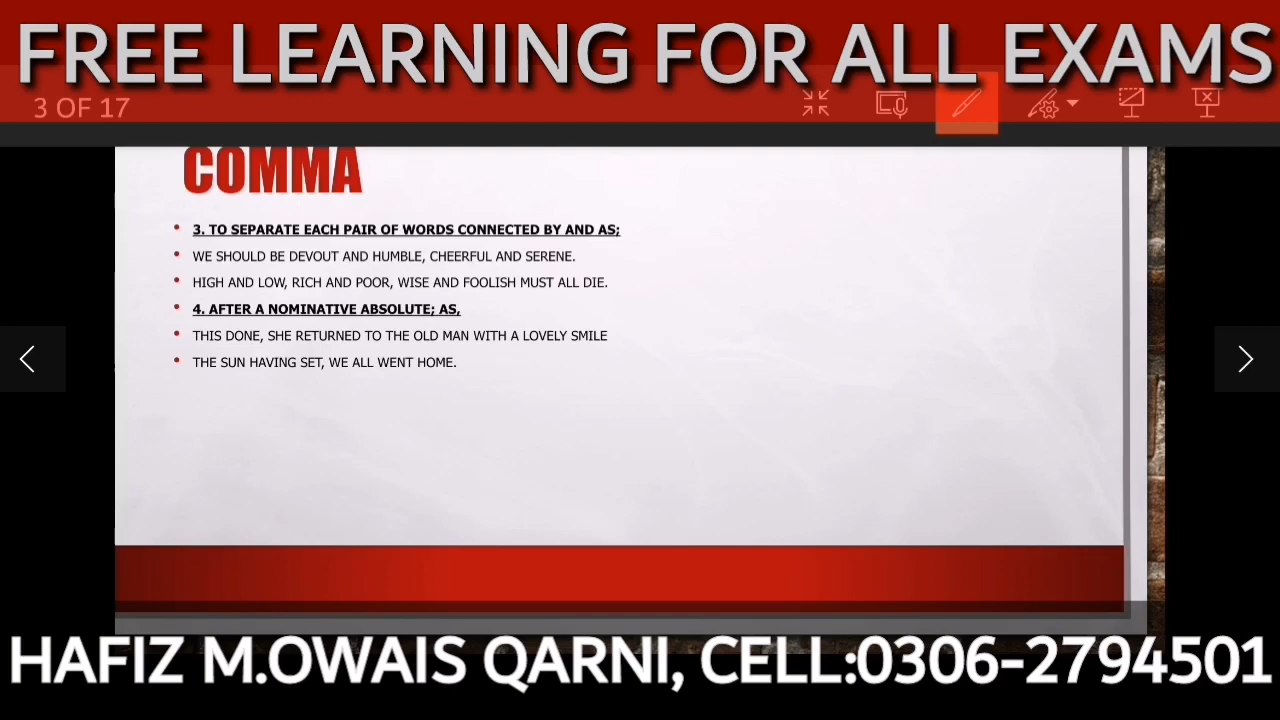 FREE LEARNING FOR ALL EXAMS
3 OF 17
COMMA
• 3. TO SEPARATE EACH PAIR OF WORDS CONNECTED BY AND AS;
• WE SHOULD BE DEVOUT AND HUMBLE, CHEERFUL AND SERENE.
• HIGH AND LOW, RICH AND POOR, WISE AND FOOLISH MUST ALL DIE.
• 4. AFTER A NOMINATIVE ABSOLUTE; AS,
• THIS DONE, SHE RETURNED TO THE OLD MAN WITH A LOVELY SMILE
• THE SUN HAVING SET, WE ALL WENT HOME.
HAFIZ M.OWAIS QARNI, CELL:0306-2794501